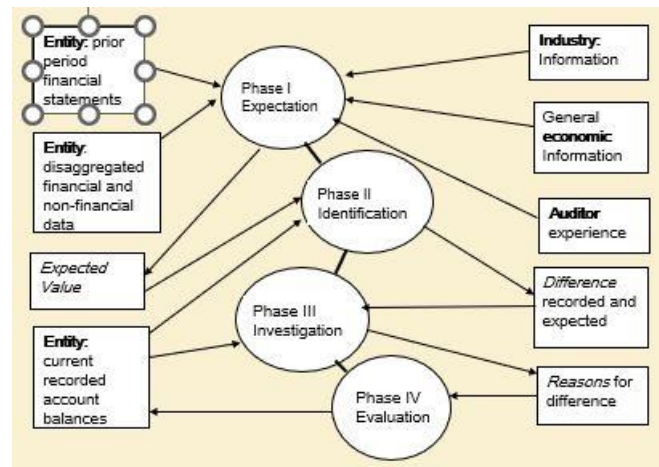 Entity: prior
period
financial
statements
Entity:
disaggregated
financial and
non-financial
data
Expected
Value
Entity:
current
recorded
account
balances
Phase I
Expectation
Phase II
Identification
Phase III
Investigation
Phase IV
Evaluation
Industry:
Information
General
economic
Information
Auditor
experience
Difference
recorded and
expected
Reasons for
difference